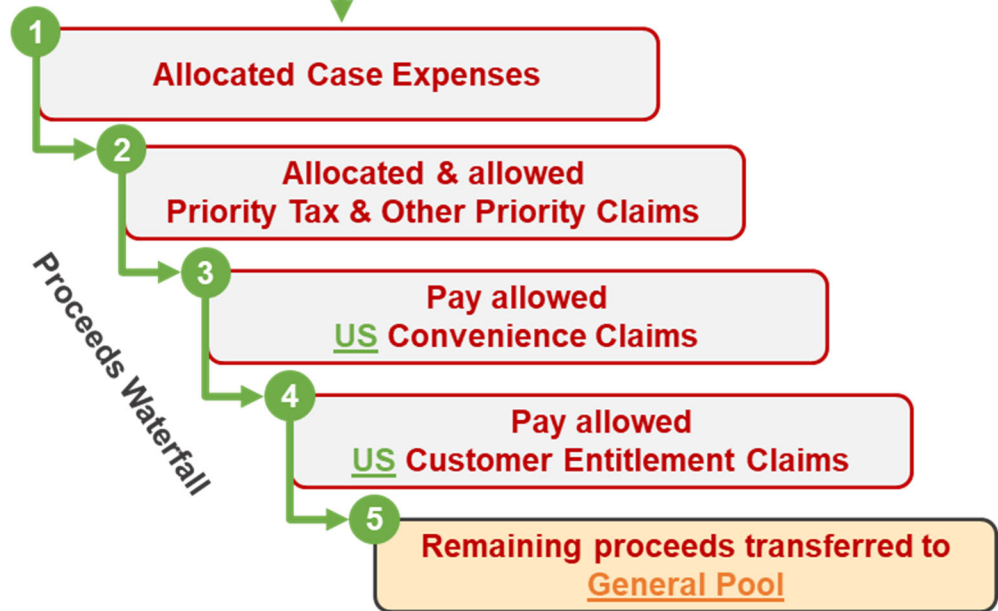 1
Allocated Case Expenses
2
Allocated & allowed
Priority Tax & Other Priority Claims
3
Pay allowed
US Convenience Claims
4
Pay allowed
US Customer Entitlement Claims
5
Remaining proceeds transferred to
General Pool
Proceeds Waterfall